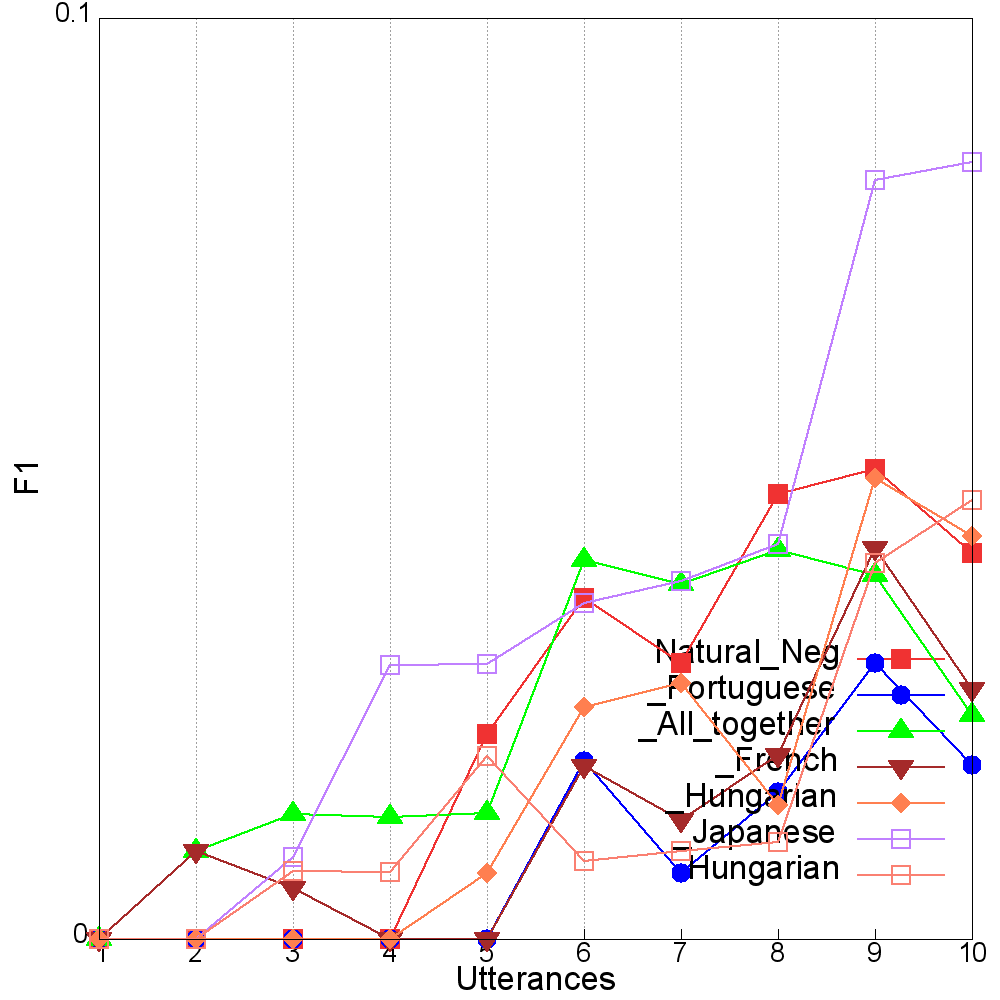 0.1
F1
Natural_Neg
_Portuguese
_All_together
_French
_Hungarian
_Japanese
Hungarian
0
1 2 3 4 5 6 7 8 9 10
Utterances